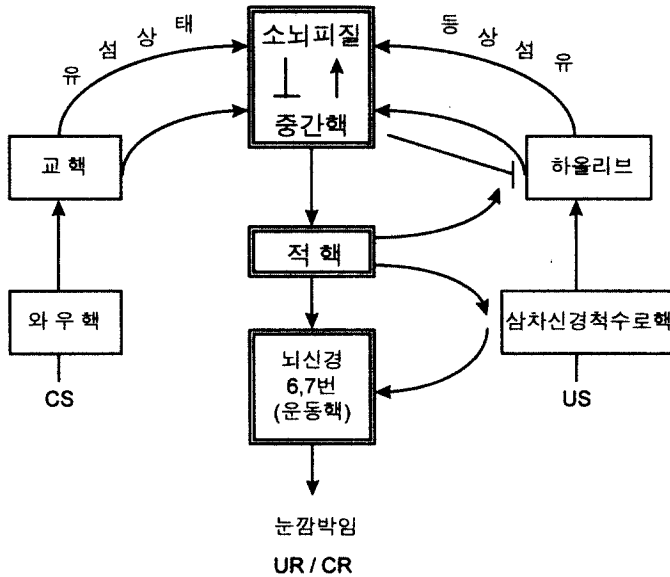 유 섬 상 태
소뇌피질
중간핵
동 상 섬 유
교 핵
하올리브
적 핵
와 우 핵
삼차신경척수로핵
CS
뇌신경
6,7번
(운동핵)
US
눈깜박임
UR / CR